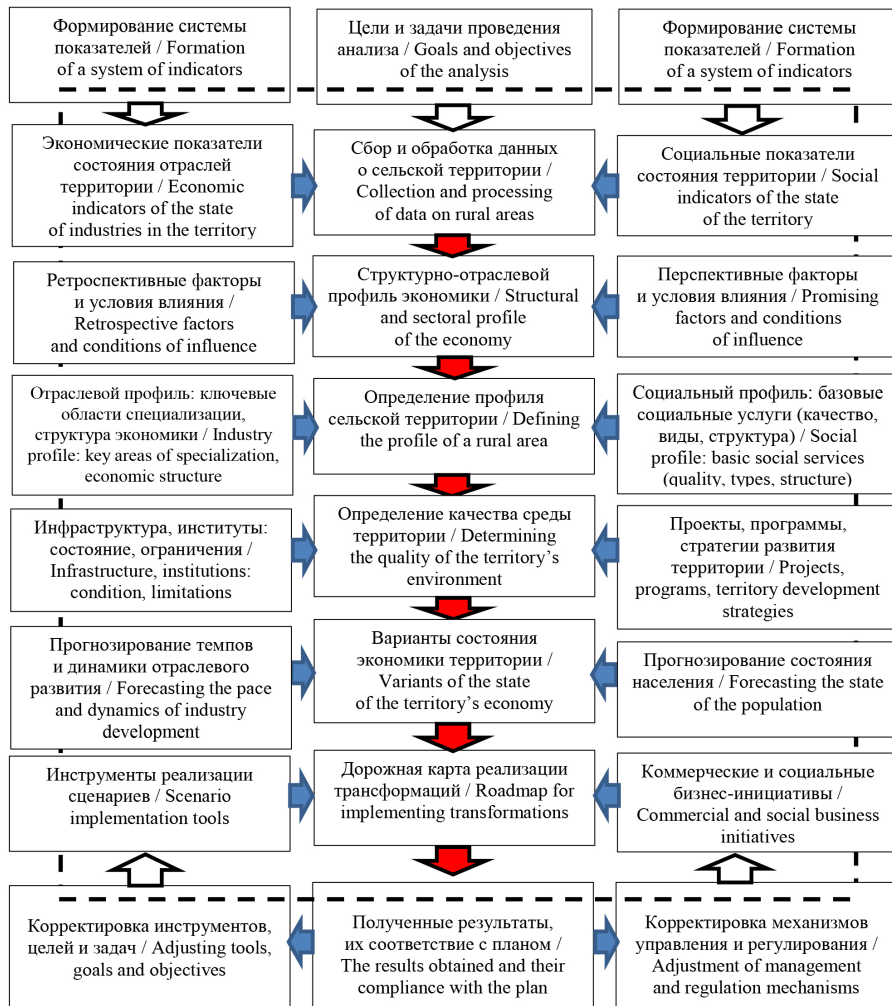 Формирование системы
показателей / Formation
of a system of indicators
Цели и задачи проведения
анализа / Goals and objectives
of the analysis
Формирование системы
показателей / Formation
of a system of indicators
Экономические показатели
состояния отраслей
территории / Economic
indicators of the state
of industries in the territory
Сбор и обработка данных
о сельской территории /
Collection and processing
of data on rural areas
Социальные показатели
состояния территории / Social
indicators of the state
of the territory
Ретроспективные факторы
и условия влияния /
Retrospective factors
and conditions of influence
Структурно-отраслевой
профиль экономики / Structural
and sectoral profile
of the economy
Перспективные факторы
и условия влияния / Promising
factors and conditions
of influence
Отраслевой профиль: ключевые
области специализации,
структура экономики / Industry
profile: key areas of specialization,
economic structure
Определение профиля
сельской территории / Defining
the profile of a rural area
Социальный профиль: базовые
социальные услуги (качество,
виды, структура) / Social
profile: basic social services
(quality, types, structure)
Инфраструктура, институты:
состояние, ограничения /
Infrastructure, institutions:
condition, limitations
Определение качества среды
территории / Determining
the quality of the territory’s
environment
Проекты, программы,
стратегии развития
территории / Projects,
programs, territory development
strategies
Прогнозирование темпов
и динамики отраслевого
развития / Forecasting the pace
and dynamics of industry
development
Варианты состояния
экономики территории /
Variants of the state
of the territory’s economy
Прогнозирование состояния
населения / Forecasting the state
of the population
Инструменты реализации
сценариев / Scenario
implementation tools
Дорожная карта реализации
трансформаций / Roadmap for
implementing transformations
Коммерческие и социальные
бизнес-инициативы /
Commercial and social business
initiatives
Корректировка инструментов,
целей и задач / Adjusting tools,
goals and objectives
Полученные результаты,
их соответствие с планом /
The results obtained and their
compliance with the plan
Корректировка механизмов
управления и регулирования /
Adjustment of management
and regulation mechanisms